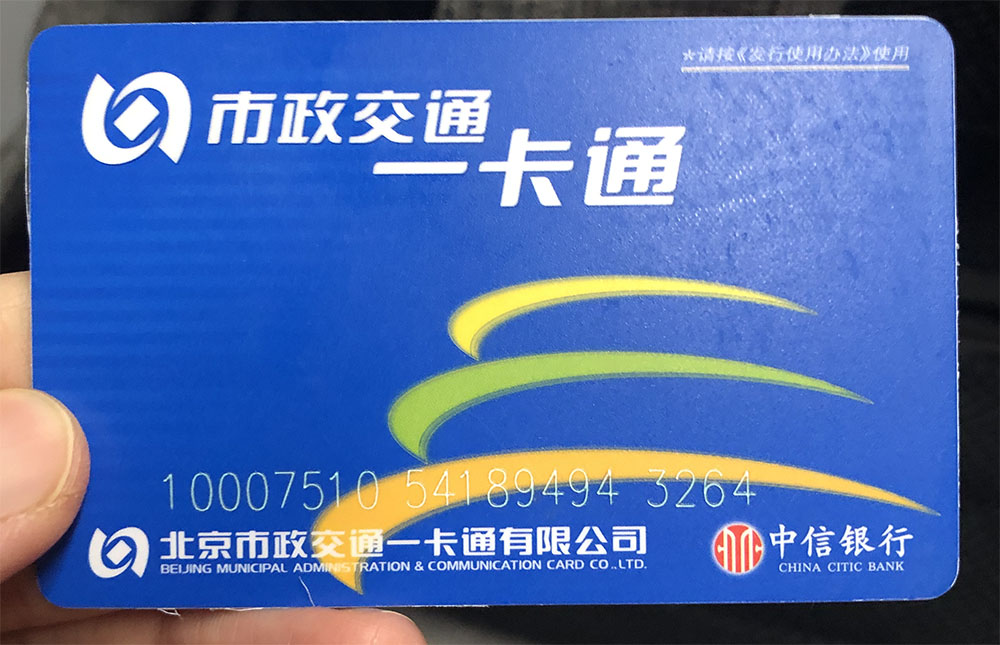 *请按《发行使用办法》使用
市政交通
一卡通
10007510 54189494 3264
北京市政交通一卡通有限公司
BEIJING MUNICIPAL ADMINISTRATION & COMMUNICATION CARD CO.,LTD.
中信银行
CHINA CITIC BANK